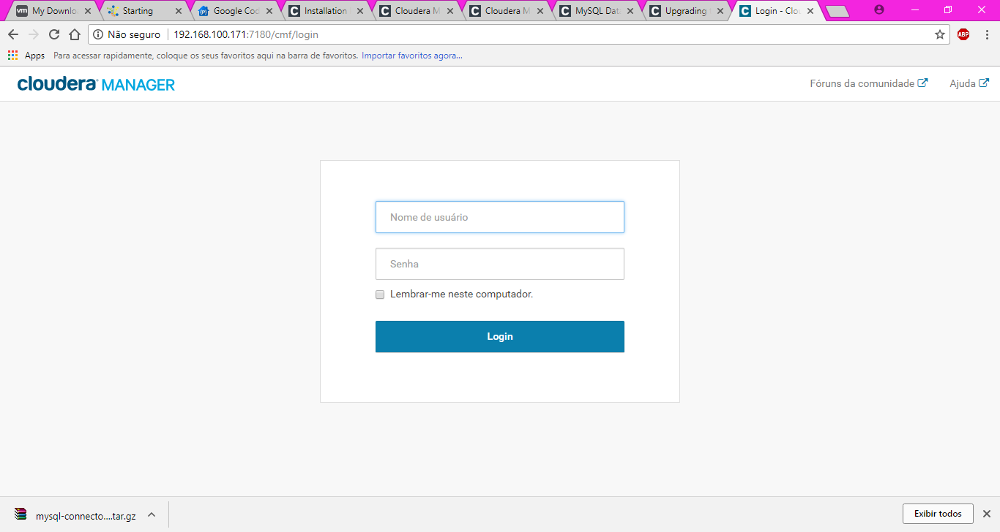 My Downlo
Starting
Google Cod
Installation
Cloudera M
Cloudera M
MySQL Data
Upgrading
Login - Clou
Não seguro
192.168.100.171:7180/cmf/login
ABP
Apps
Para acessar rapidamente, coloque os seus favoritos aqui na barra de favoritos. Importar favoritos agora...
cloudera MANAGER
Fóruns da comunidade
Ajuda
Nome de usuário
Senha
Lembrar-me neste computador.
Login
mysql-connecto....tar.gz
Exibir todos